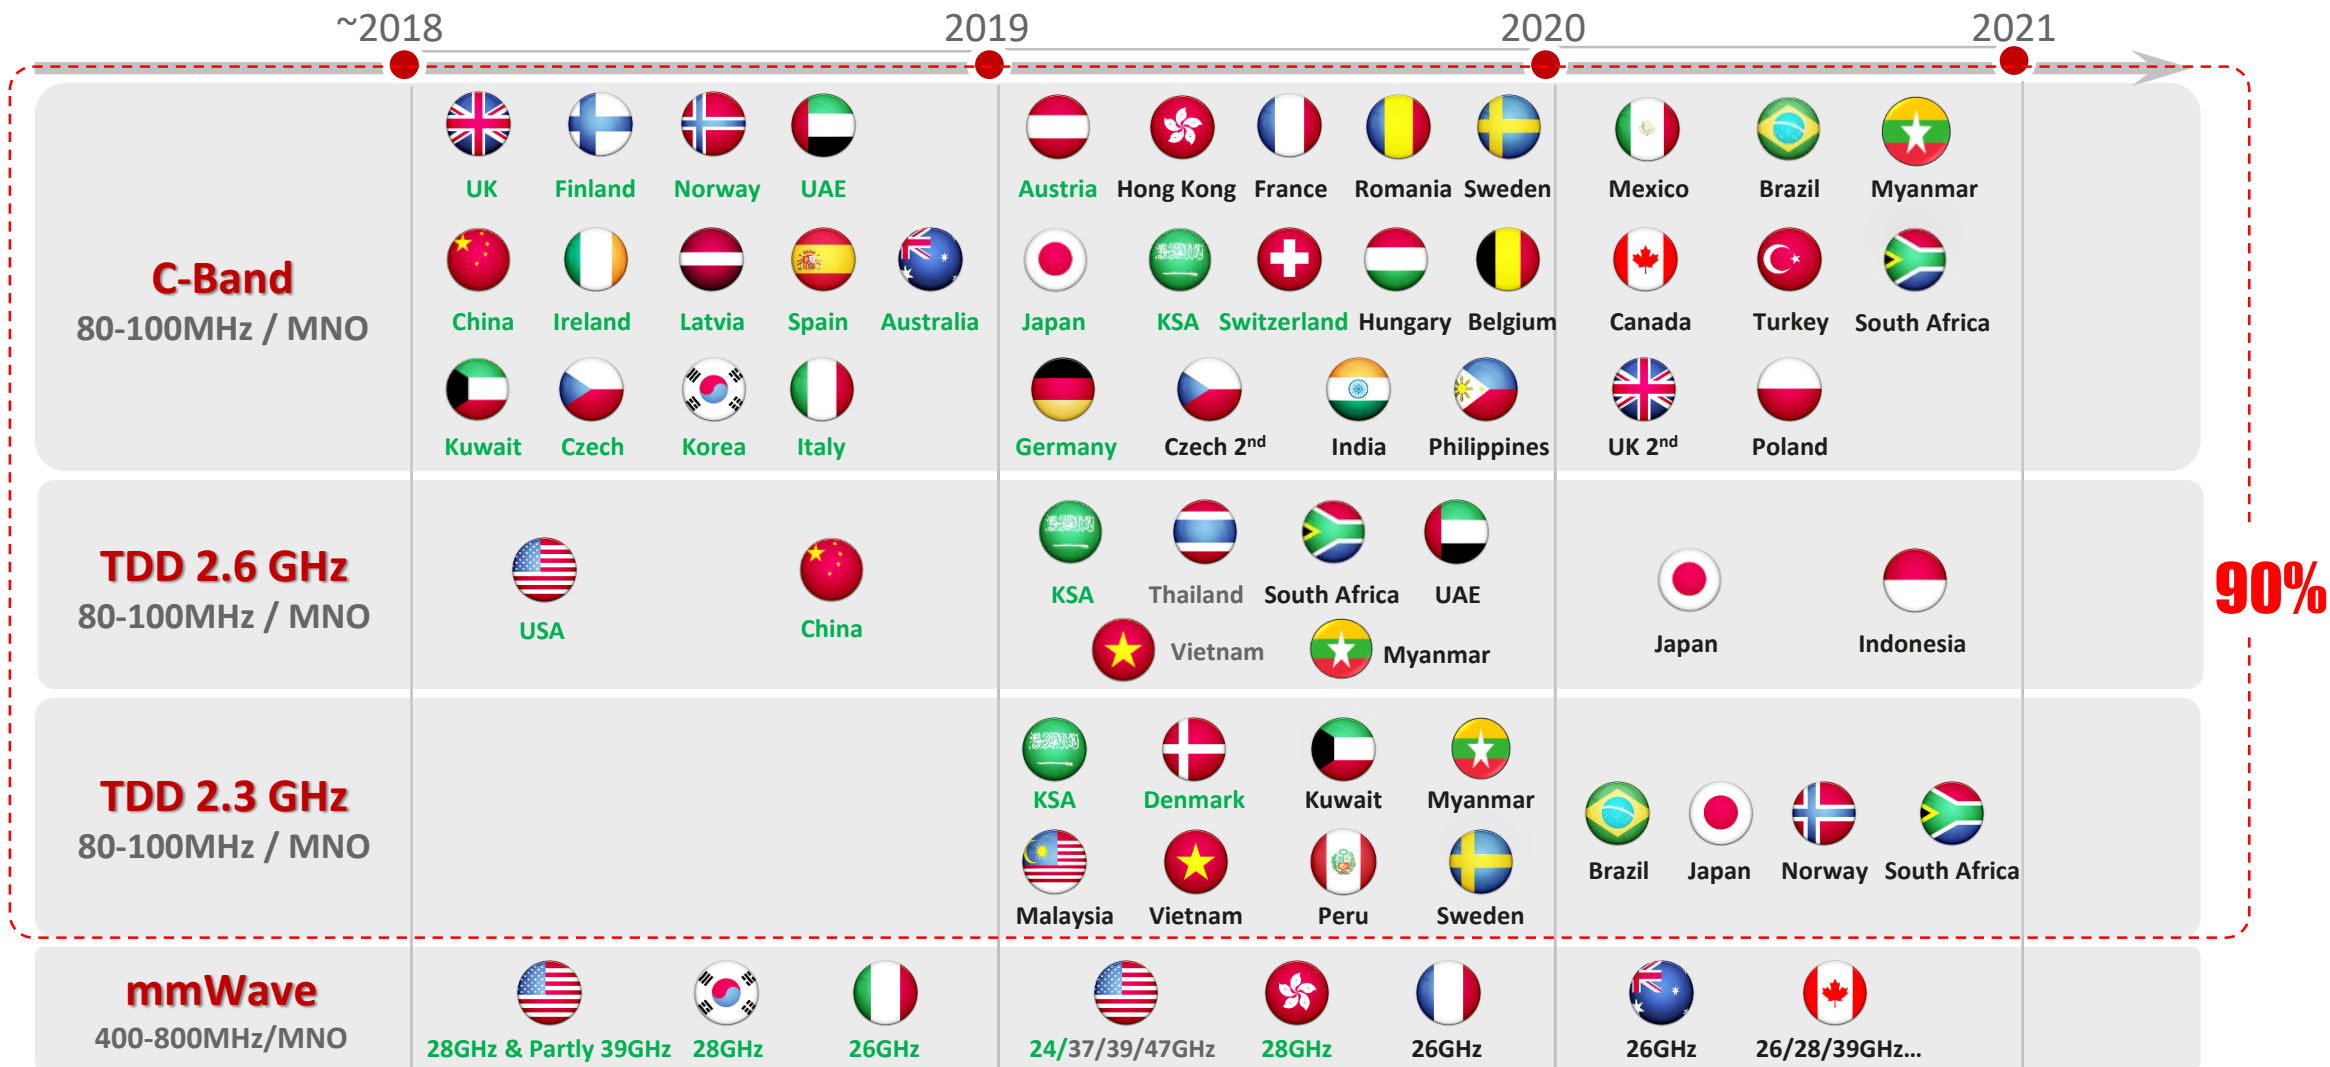 ~2018 2019 2020 2021
UK Finland Norway UAE Austria Hong Kong France Romania Sweden Mexico Brazil Myanmar
C-Band
80-100MHz / MNO
China Ireland Latvia Spain Australia Japan KSA Switzerland Hungary Belgium Canada Turkey South Africa
Kuwait Czech Korea Italy Germany Czech 2nd India Philippines UK 2nd Poland
TDD 2.6 GHz
80-100MHz / MNO
USA China KSA Thailand South Africa UAE
Vietnam Myanmar
Japan Indonesia
90%
TDD 2.3 GHz
80-100MHz / MNO
KSA Denmark Kuwait Myanmar
Malaysia Vietnam Peru Sweden
Brazil Japan Norway South Africa
mmWave
400-800MHz/MNO
28GHz & Partly 39GHz 28GHz 26GHz 24/37/39/47GHz 28GHz 26GHz 26GHz 26/28/39GHz...